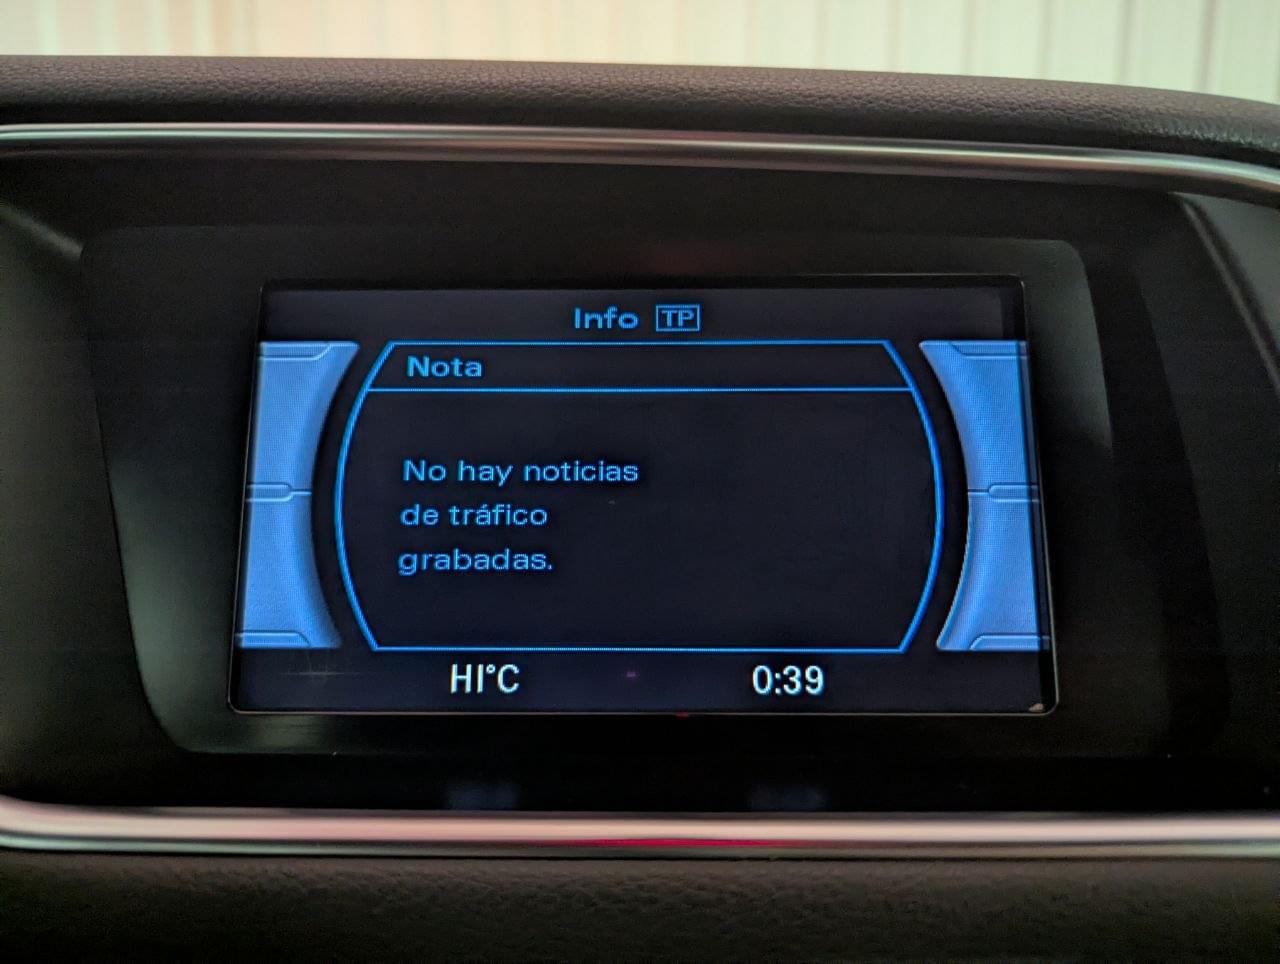 Info TP
Nota
No hay noticias
de tráfico
grabadas.
HI°C 0:39